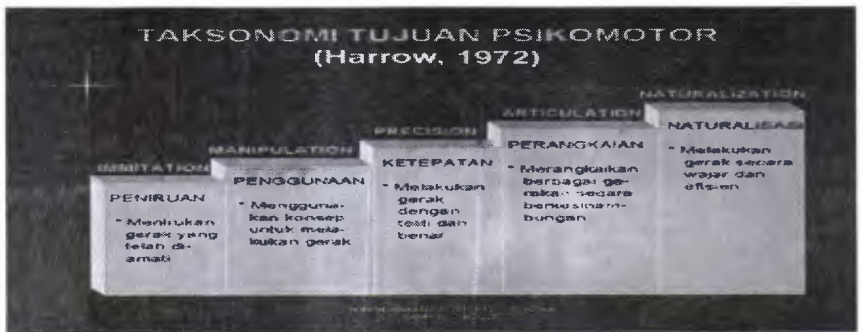 TAKSONOMI TUJUAN PSIKOMOTOR
(Harrow, 1972)
IMMITATION
PENIRUAN
* Menirukan
gerak yang
telah di-
amati
MANIPULATION
PENGGUNAAN
* Mengguna-
kan konsep
untuk mela-
kukan gerak
PRECISION
KETEPATAN
* Melakukan
gerak
dengan
teliti dan
benar
ARTICULATION
PERANGKAIAN
* Merangkaikan
berbagai ge-
rakan secara
berkesinam-
bungan
NATURALIZATION
NATURALISASI
* Melakukan
gerak secara
wajar dan
efisien